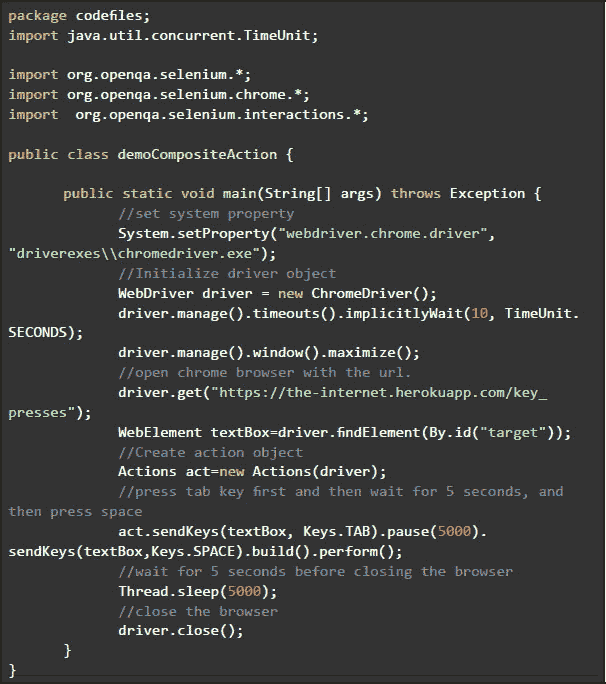 package codefiles;
import java.util.concurrent.TimeUnit;

import org.openqa.selenium.*;
import org.openqa.selenium.chrome.*;
import  org.openqa.selenium.interactions.*;

public class demoCompositeAction {

       public static void main(String[] args) throws Exception {
              //set system property
              System.setProperty("webdriver.chrome.driver",
"driverexes\\chromedriver.exe");
              //Initialize driver object
              WebDriver driver = new ChromeDriver();
              driver.manage().timeouts().implicitlyWait(10, TimeUnit.
SECONDS);
              driver.manage().window().maximize();
              //open chrome browser with the url.
              driver.get("https://the-internet.herokuapp.com/key_
presses");
              WebElement textBox=driver.findElement(By.id("target"));
              //Create action object
              Actions act=new Actions(driver);
              //press tab key first and then wait for 5 seconds, and
then press space
              act.sendKeys(textBox, Keys.TAB).pause(5000).
sendKeys(textBox,Keys.SPACE).build().perform();
              //wait for 5 seconds before closing the browser
              Thread.sleep(5000);
              //close the browser
              driver.close();
       }
}